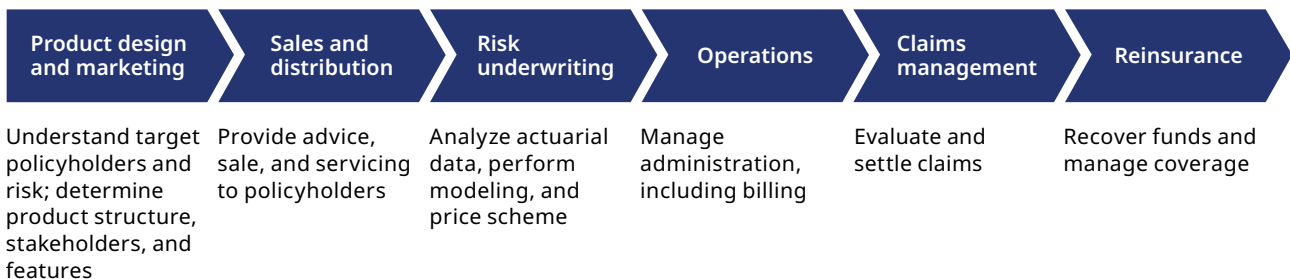 Product design
and marketing
Sales and
distribution
Risk
underwriting
Operations
Claims
management
Reinsurance
Understand target
policyholders and
risk; determine
product structure,
stakeholders, and
features
Provide advice,
sale, and servicing
to policyholders
Analyze actuarial
data, perform
modeling, and
price scheme
Manage
administration,
including billing
Evaluate and
settle claims
Recover funds and
manage coverage